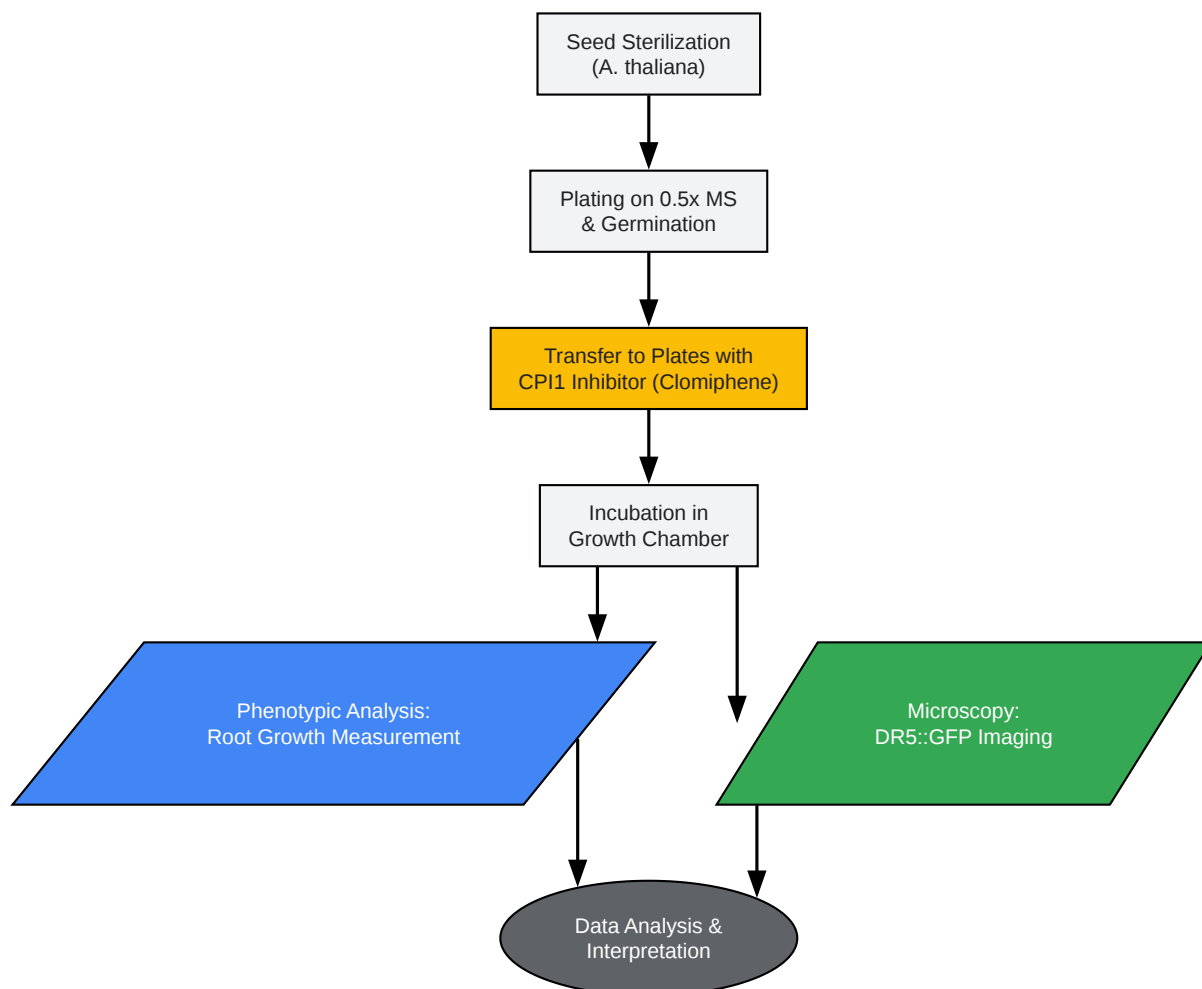 Seed Sterilization
(A. thaliana)
Plating on 0.5x MS
& Germination
Transfer to Plates with
CPI1 Inhibitor (Clomiphene)
Incubation in
Growth Chamber
Phenotypic Analysis:
Root Growth Measurement
Microscopy:
DR5::GFP Imaging
Data Analysis &
Interpretation